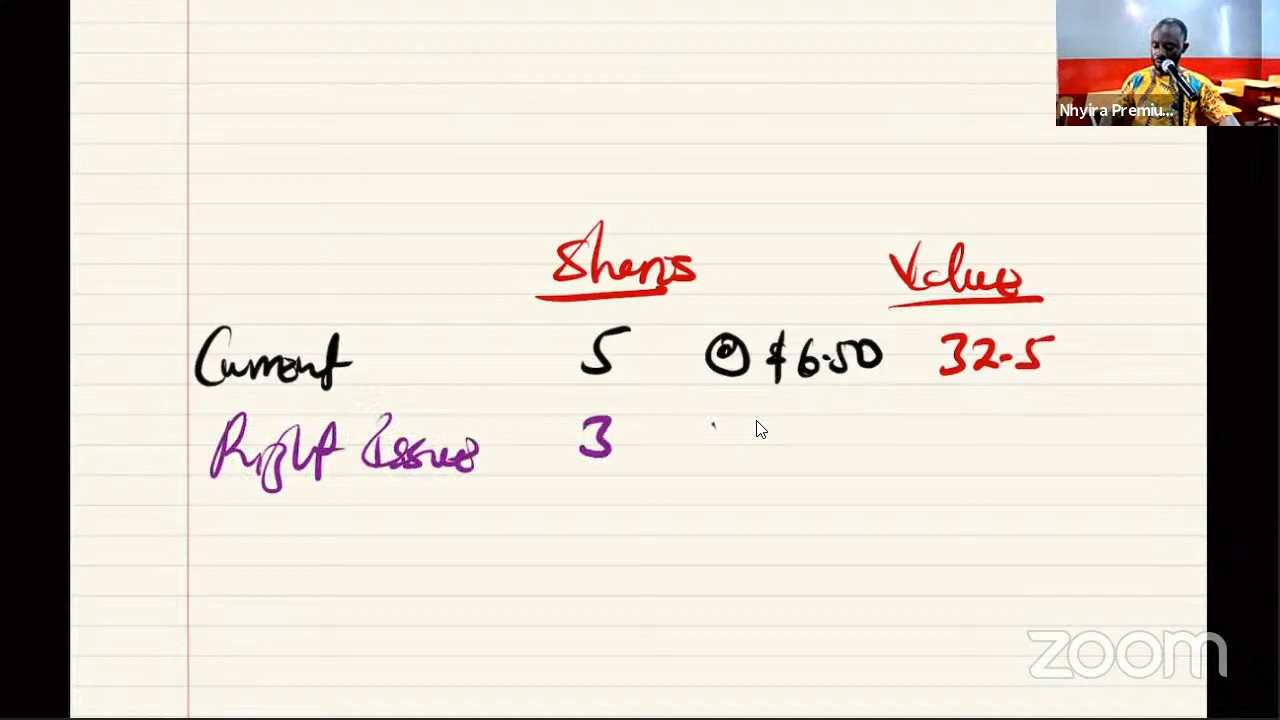 Nhyira Premiu...
Shares Value
Current 5 @ $6.50 32.5
Right Issue 3
zoom